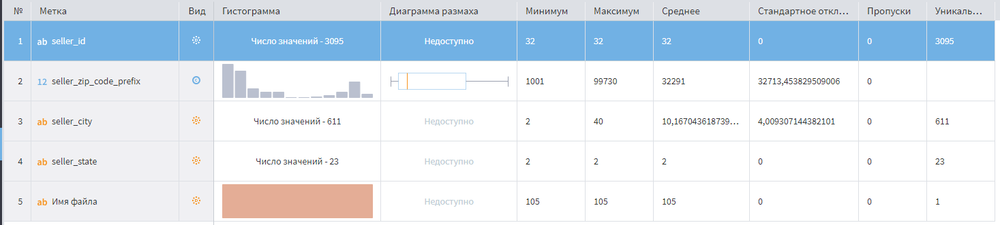 № Метка Вид Гистограмма Диаграмма размаха Минимум Максимум Среднее Стандартное откл... Пропуски Уникаль...
1 ab seller_id Число значений - 3095 Недоступно 32 32 32 0 0 3095
2 12 seller_zip_code_prefix 1001 99730 32291 32713,453829509006 0
3 ab seller_city Число значений - 611 Недоступно 2 40 10,167043618739... 4,009307144382101 0 611
4 ab seller_state Число значений - 23 Недоступно 2 2 2 0 0 23
5 ab Имя файла Недоступно 105 105 105 0 0 1